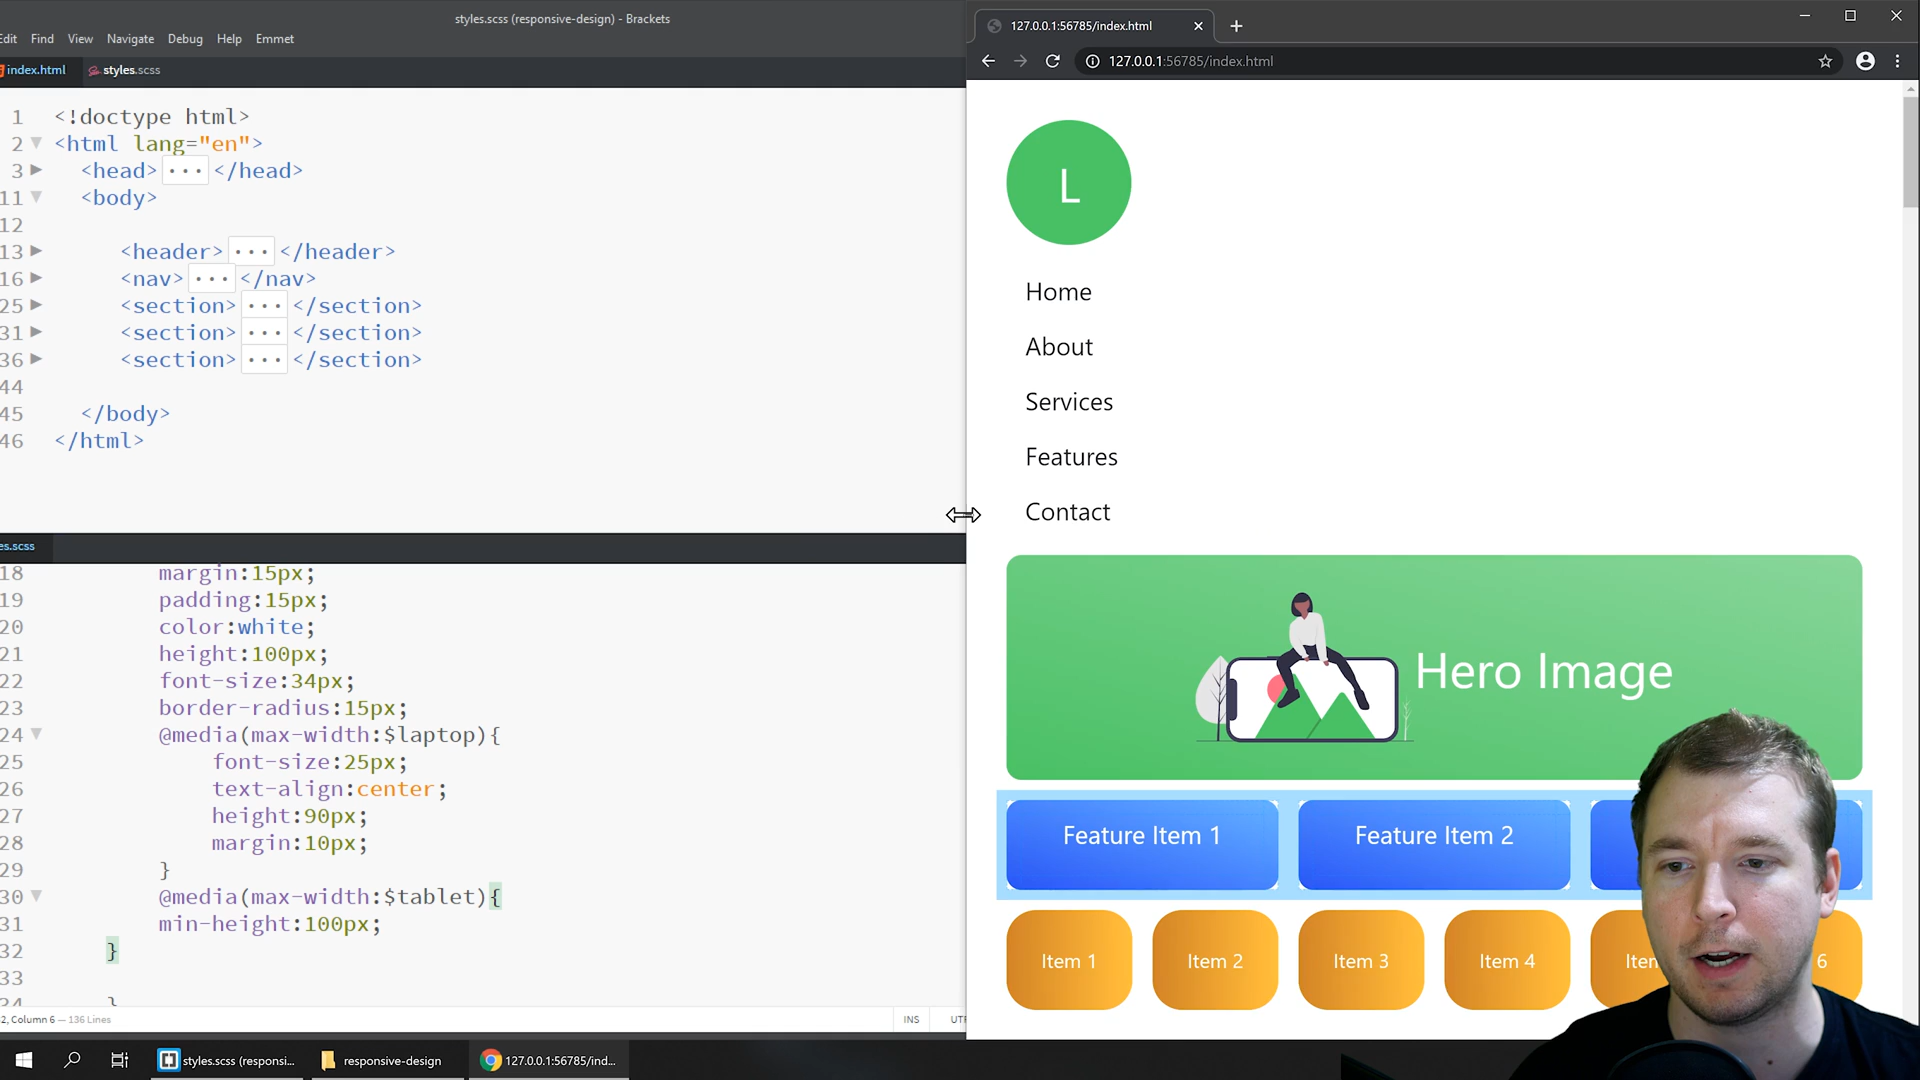 styles.scss (responsive-design) - Brackets
Edit Find View Navigate Debug Help Emmet
index.html styles.scss
1 <!doctype html>
2 <html lang="en">
3 <head> ... </head>
11 <body>
12
13 <header> ... </header>
16 <nav> ... </nav>
25 <section> ... </section>
31 <section> ... </section>
36 <section> ... </section>
44
45 </body>
46 </html>
es.scss
18 margin:15px;
19 padding:15px;
20 color:white;
21 height:100px;
22 font-size:34px;
23 border-radius:15px;
24 @media(max-width:$laptop){
25 font-size:25px;
26 text-align:center;
27 height:90px;
28 margin:10px;
29 }
30 @media(max-width:$tablet){
31 min-height:100px;
32 }
33
34 }
2, Column 6 — 136 Lines
INS UTF
styles.scss (responsi...
responsive-design
127.0.0.1:56785/ind...
127.0.0.1:56785/index.html
127.0.0.1:56785/index.html
L
Home
About
Services
Features
Contact
Hero Image
Feature Item 1 Feature Item 2
Item 1 Item 2 Item 3 Item 4 6